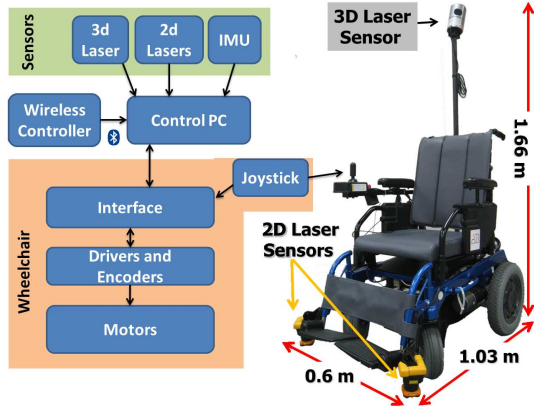 Sensors
3d
Laser
2d
Lasers
IMU
Wireless
Controller
Control PC
Wheelchair
Joystick
Interface
Drivers and
Encoders
Motors
3D Laser
Sensor
1.66 m
2D Laser
Sensors
0.6 m
1.03 m